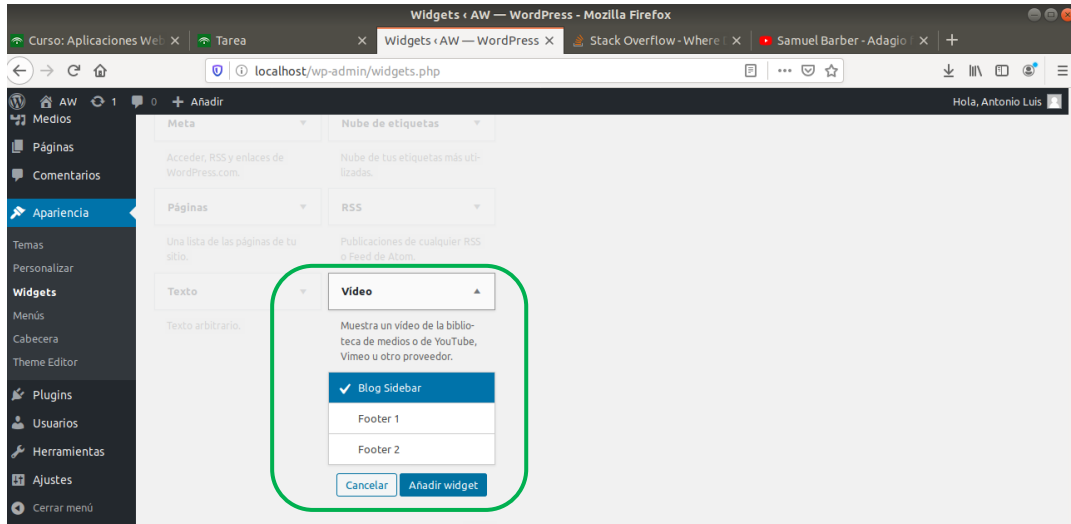 Widgets ‹ AW — WordPress - Mozilla Firefox
Curso: Aplicaciones Web
Tarea
Widgets ‹ AW — WordPress
Stack Overflow - Where
Samuel Barber - Adagio
localhost/wp-admin/widgets.php
AW
1
0
Añadir
Hola, Antonio Luis
Medios
Páginas
Comentarios
Apariencia
Temas
Personalizar
Widgets
Menús
Cabecera
Theme Editor
Plugins
Usuarios
Herramientas
Ajustes
Cerrar menú
Meta
Acceder, RSS y enlaces de
WordPress.com.
Nube de etiquetas
Nube de tus etiquetas más uti-
lizadas.
Páginas
Una lista de las páginas de tu
sitio.
RSS
Publicaciones de cualquier RSS
o Feed de Atom.
Texto
Texto arbitrario.
Vídeo
Muestra un vídeo de la biblio-
teca de medios o de YouTube,
Vimeo u otro proveedor.
Blog Sidebar
Footer 1
Footer 2
Cancelar
Añadir widget